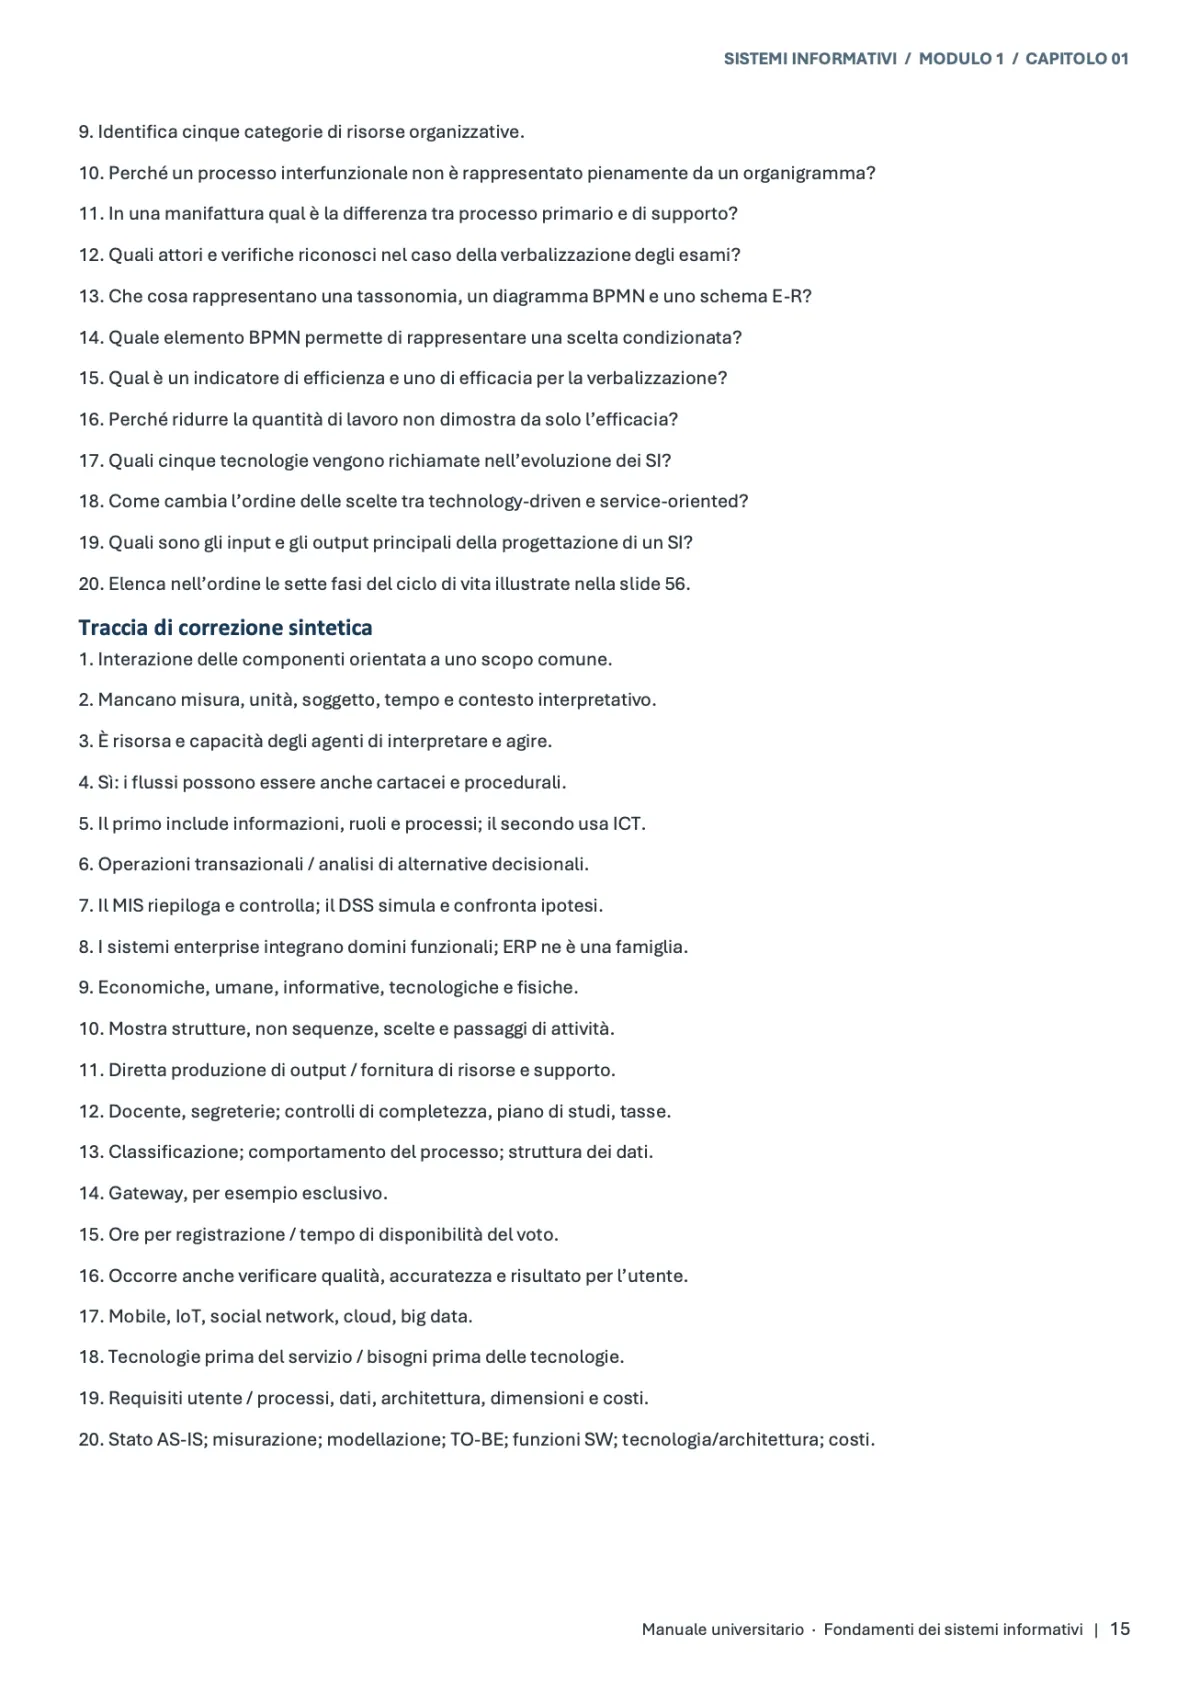 SISTEMI INFORMATIVI / MODULO 1 / CAPITOLO 01
9. Identifica cinque categorie di risorse organizzative.
10. Perché un processo interfunzionale non è rappresentato pienamente da un organigramma?
11. In una manifattura qual è la differenza tra processo primario e di supporto?
12. Quali attori e verifiche riconosci nel caso della verbalizzazione degli esami?
13. Che cosa rappresentano una tassonomia, un diagramma BPMN e uno schema E-R?
14. Quale elemento BPMN permette di rappresentare una scelta condizionata?
15. Qual è un indicatore di efficienza e uno di efficacia per la verbalizzazione?
16. Perché ridurre la quantità di lavoro non dimostra da solo l’efficacia?
17. Quali cinque tecnologie vengono richiamate nell’evoluzione dei SI?
18. Come cambia l’ordine delle scelte tra technology-driven e service-oriented?
19. Quali sono gli input e gli output principali della progettazione di un SI?
20. Elenca nell’ordine le sette fasi del ciclo di vita illustrate nella slide 56.
Traccia di correzione sintetica
1. Interazione delle componenti orientata a uno scopo comune.
2. Mancano misura, unità, soggetto, tempo e contesto interpretativo.
3. È risorsa e capacità degli agenti di interpretare e agire.
4. Sì: i flussi possono essere anche cartacei e procedurali.
5. Il primo include informazioni, ruoli e processi; il secondo usa ICT.
6. Operazioni transazionali / analisi di alternative decisionali.
7. Il MIS riepiloga e controlla; il DSS simula e confronta ipotesi.
8. I sistemi enterprise integrano domini funzionali; ERP ne è una famiglia.
9. Economiche, umane, informative, tecnologiche e fisiche.
10. Mostra strutture, non sequenze, scelte e passaggi di attività.
11. Diretta produzione di output / fornitura di risorse e supporto.
12. Docente, segreterie; controlli di completezza, piano di studi, tasse.
13. Classificazione; comportamento del processo; struttura dei dati.
14. Gateway, per esempio esclusivo.
15. Ore per registrazione / tempo di disponibilità del voto.
16. Occorre anche verificare qualità, accuratezza e risultato per l’utente.
17. Mobile, IoT, social network, cloud, big data.
18. Tecnologie prima del servizio / bisogni prima delle tecnologie.
19. Requisiti utente / processi, dati, architettura, dimensioni e costi.
20. Stato AS-IS; misurazione; modellazione; TO-BE; funzioni SW; tecnologia/architettura; costi.
Manuale universitario · Fondamenti dei sistemi informativi | 15